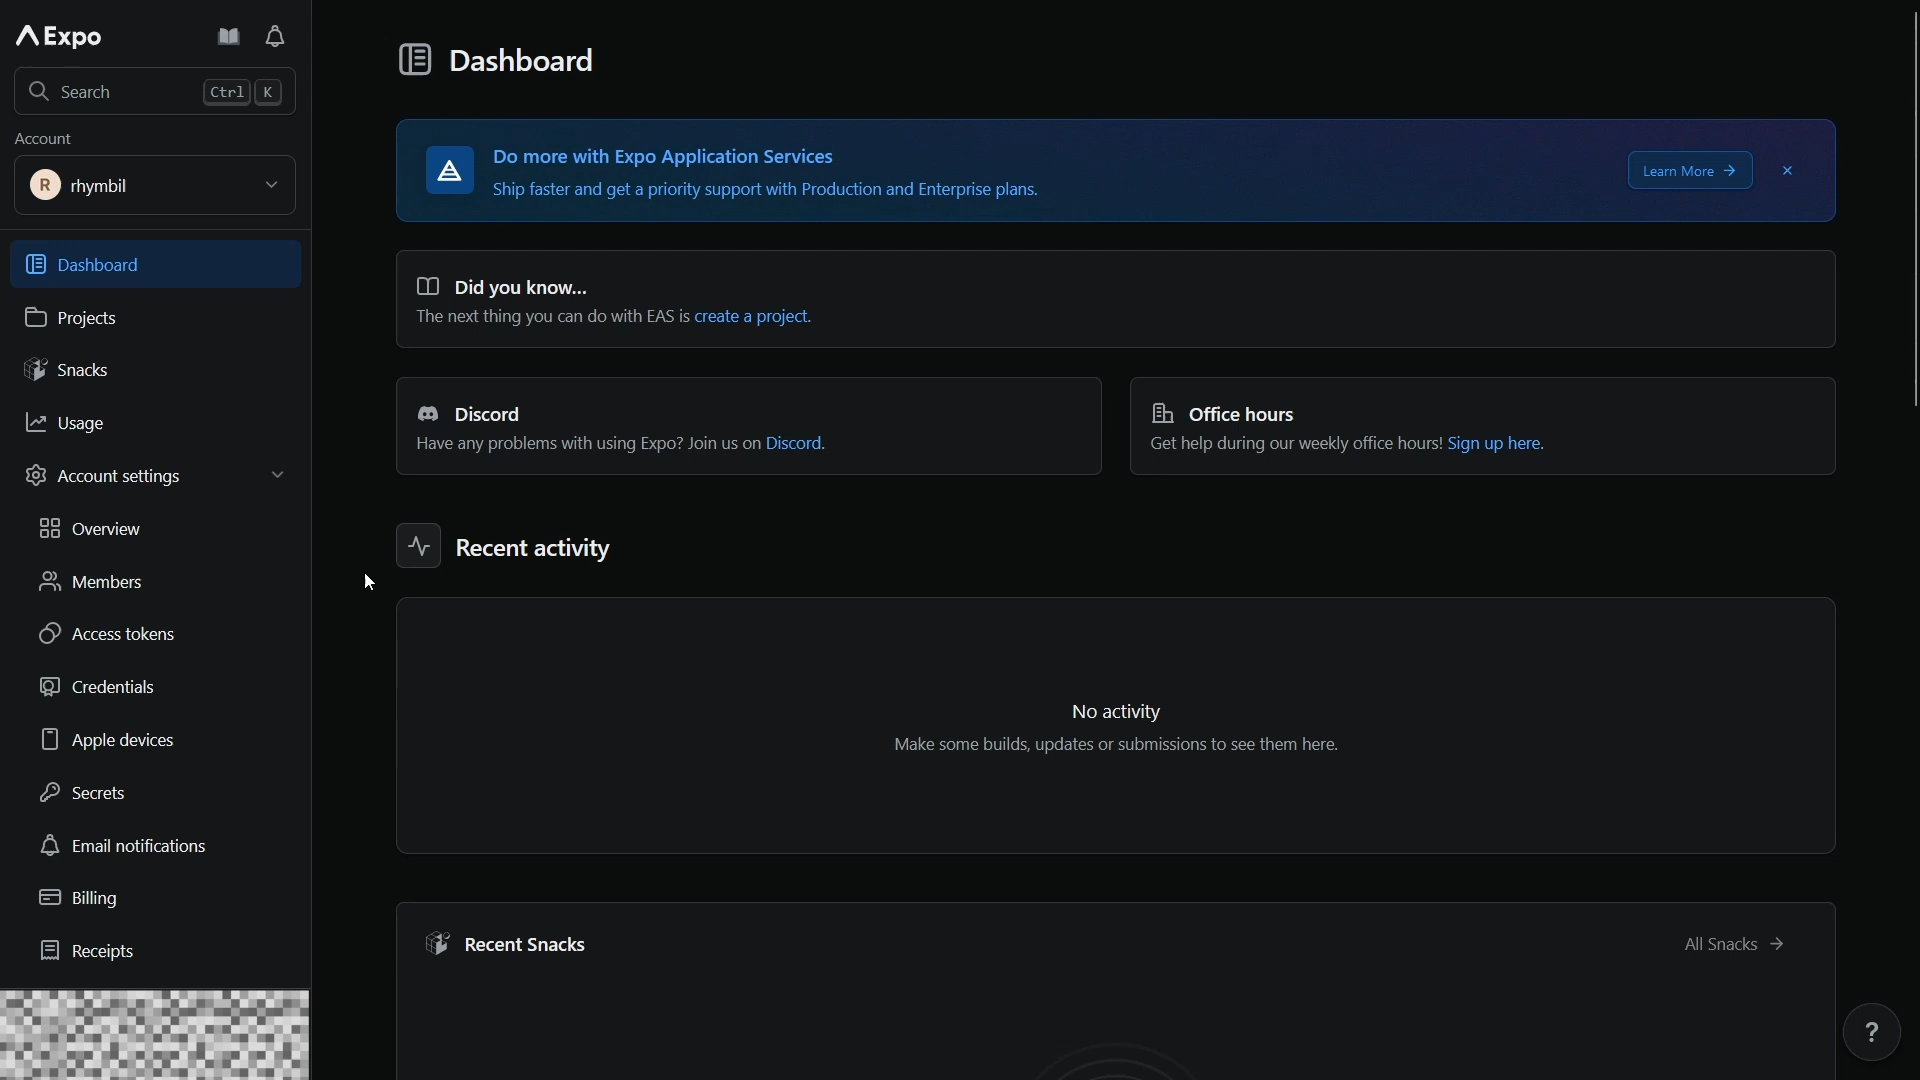 Expo
Search Ctrl K
Account
R rhymbil
Dashboard
Projects
Snacks
Usage
Account settings
Overview
Members
Access tokens
Credentials
Apple devices
Secrets
Email notifications
Billing
Receipts
Dashboard
Do more with Expo Application Services
Ship faster and get a priority support with Production and Enterprise plans.
Learn More →
Did you know...
The next thing you can do with EAS is create a project.
Discord
Have any problems with using Expo? Join us on Discord.
Office hours
Get help during our weekly office hours! Sign up here.
Recent activity
No activity
Make some builds, updates or submissions to see them here.
Recent Snacks
All Snacks →
?